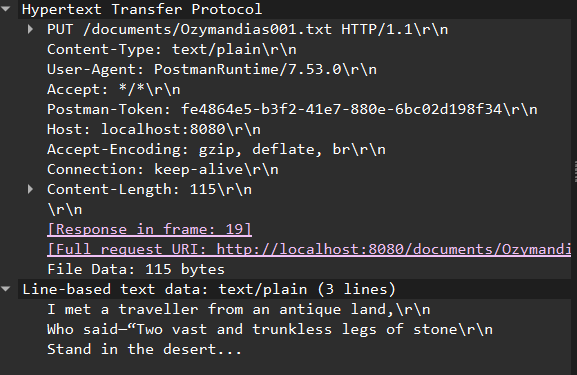 Hypertext Transfer Protocol
PUT /documents/Ozymandias001.txt HTTP/1.1\r\n
Content-Type: text/plain\r\n
User-Agent: PostmanRuntime/7.53.0\r\n
Accept: */*\r\n
Postman-Token: fe4864e5-b3f2-41e7-880e-6bc02d198f34\r\n
Host: localhost:8080\r\n
Accept-Encoding: gzip, deflate, br\r\n
Connection: keep-alive\r\n
Content-Length: 115\r\n
\r\n
[Response in frame: 19]
[Full request URI: http://localhost:8080/documents/Ozymandi
File Data: 115 bytes
Line-based text data: text/plain (3 lines)
I met a traveller from an antique land,\r\n
Who said—“Two vast and trunkless legs of stone\r\n
Stand in the desert...